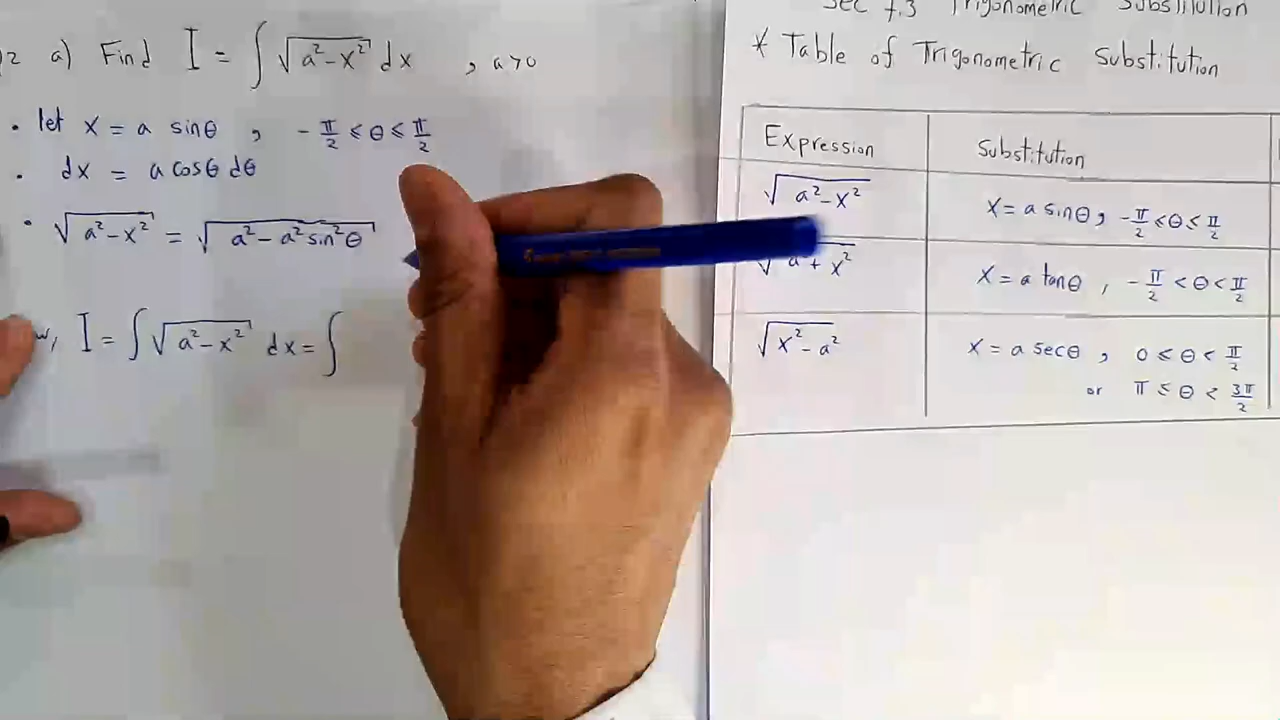 2 a) Find I = ∫ √(a²-x²) dx , a>0
• let x = a sinθ , -π/2 ≤ θ ≤ π/2
• dx = a cosθ dθ
• √(a²-x²) = √(a²-a²sin²θ)
w, I = ∫ √(a²-x²) dx = ∫
Sec 7.3 Trigonometric Substitution
* Table of Trigonometric Substitution
Expression Substitution
√(a²-x²) x = a sinθ, -π/2 ≤ θ ≤ π/2
√(a²+x²) x = a tanθ , -π/2 < θ < π/2
√(x²-a²) x = a secθ , 0 ≤ θ < π/2
or π ≤ θ < 3π/2